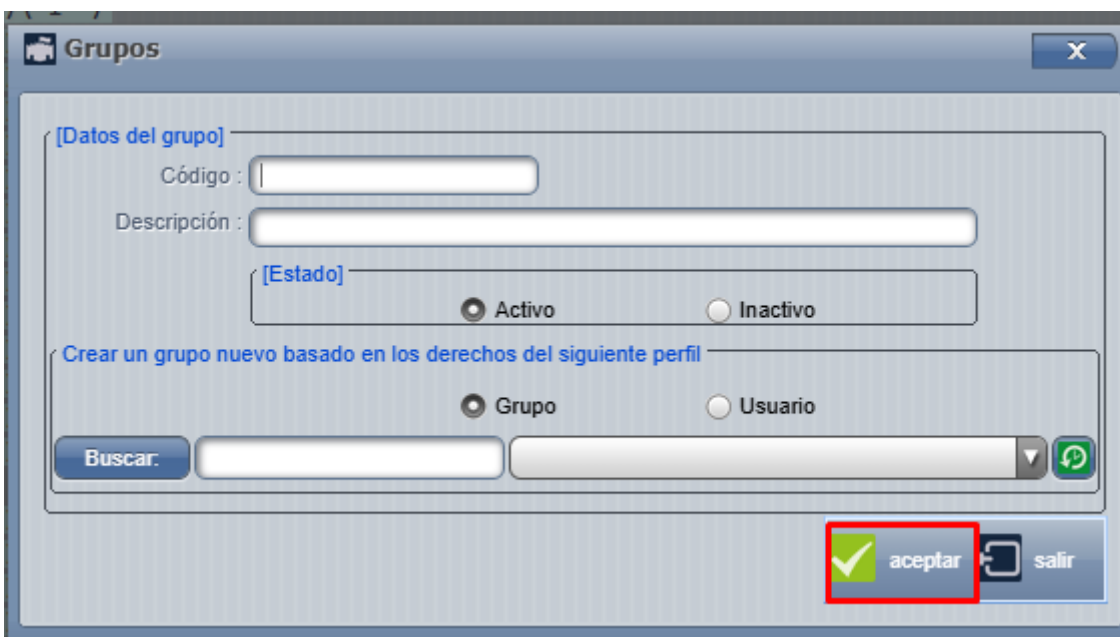 Grupos
X
[Datos del grupo]
Código :
Descripción :
[Estado]
Activo Inactivo
Crear un grupo nuevo basado en los derechos del siguiente perfil
Grupo Usuario
Buscar:
aceptar salir